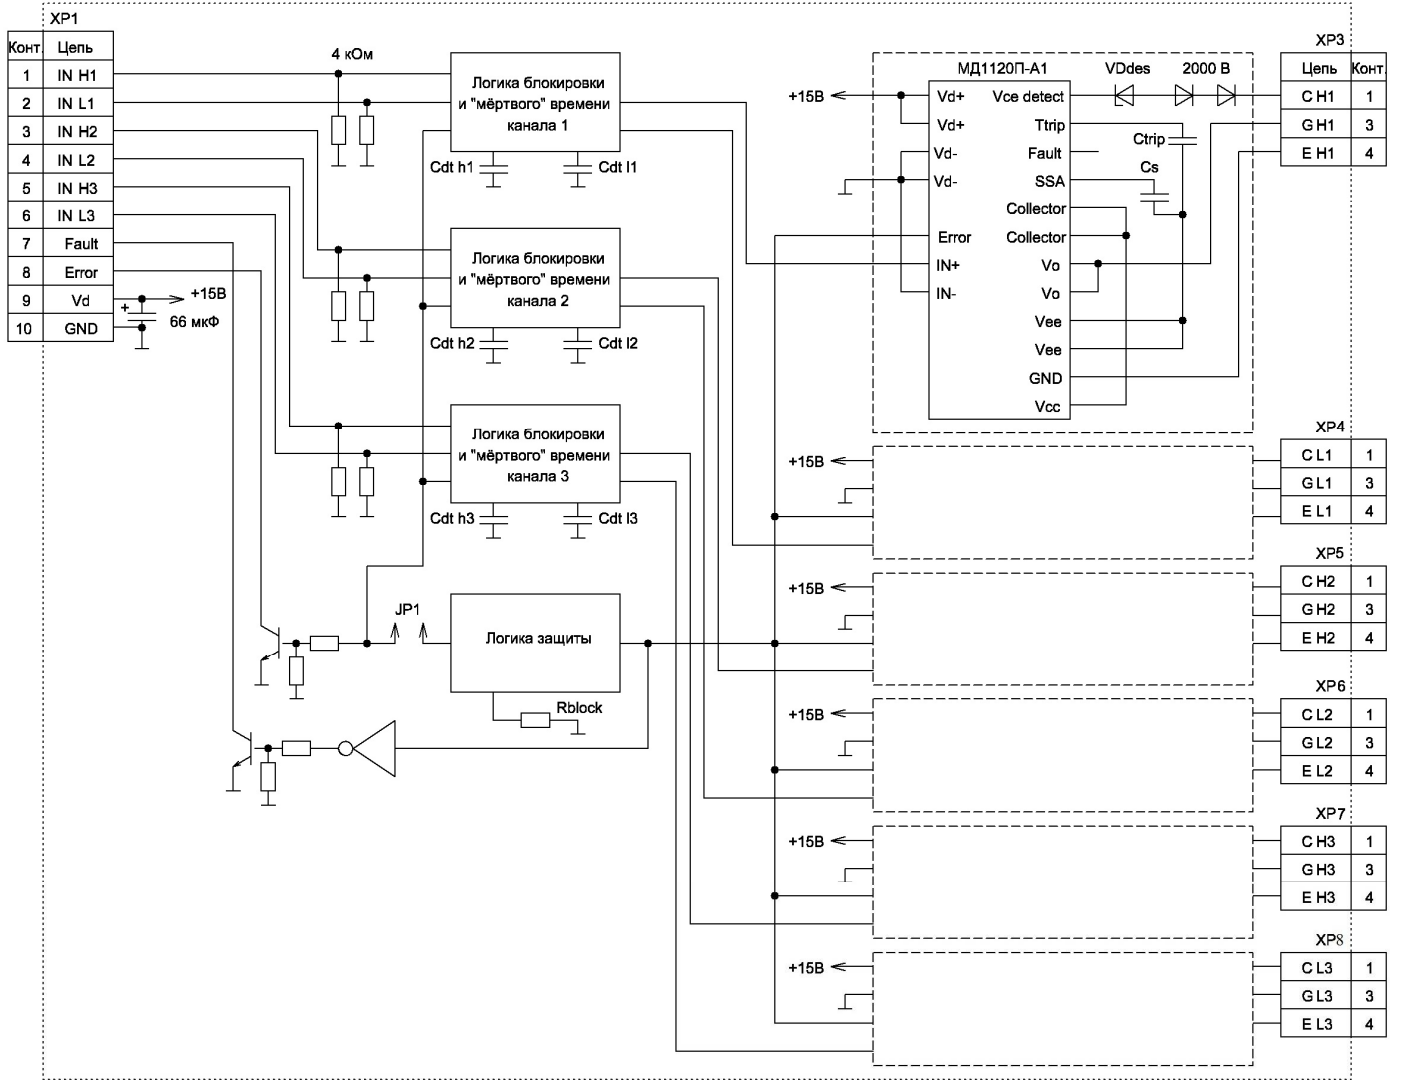 XP1
Конт. Цепь
1 IN H1
2 IN L1
3 IN H2
4 IN L2
5 IN H3
6 IN L3
7 Fault
8 Error
9 Vd
10 GND
+15В
+
66 мкФ
4 кОм
Логика блокировки
и "мёртвого" времени
канала 1
Cdt h1
Cdt l1
Логика блокировки
и "мёртвого" времени
канала 2
Cdt h2
Cdt l2
Логика блокировки
и "мёртвого" времени
канала 3
Cdt h3
Cdt l3
JP1
Логика защиты
Rblock
МД1120П-А1
VDdes
2000 В
+15В
Vd+
Vd+
Vd-
Vd-
Error
IN+
IN-
Vce detect
Ttrip
Fault
SSA
Collector
Collector
Vo
Vo
Vee
Vee
GND
Vcc
Ctrip
Cs
XP3
Цепь Конт.
C H1 1
G H1 3
E H1 4
+15В
XP4
C L1 1
G L1 3
E L1 4
+15В
XP5
C H2 1
G H2 3
E H2 4
+15В
XP6
C L2 1
G L2 3
E L2 4
+15В
XP7
C H3 1
G H3 3
E H3 4
+15В
XP8
C L3 1
G L3 3
E L3 4